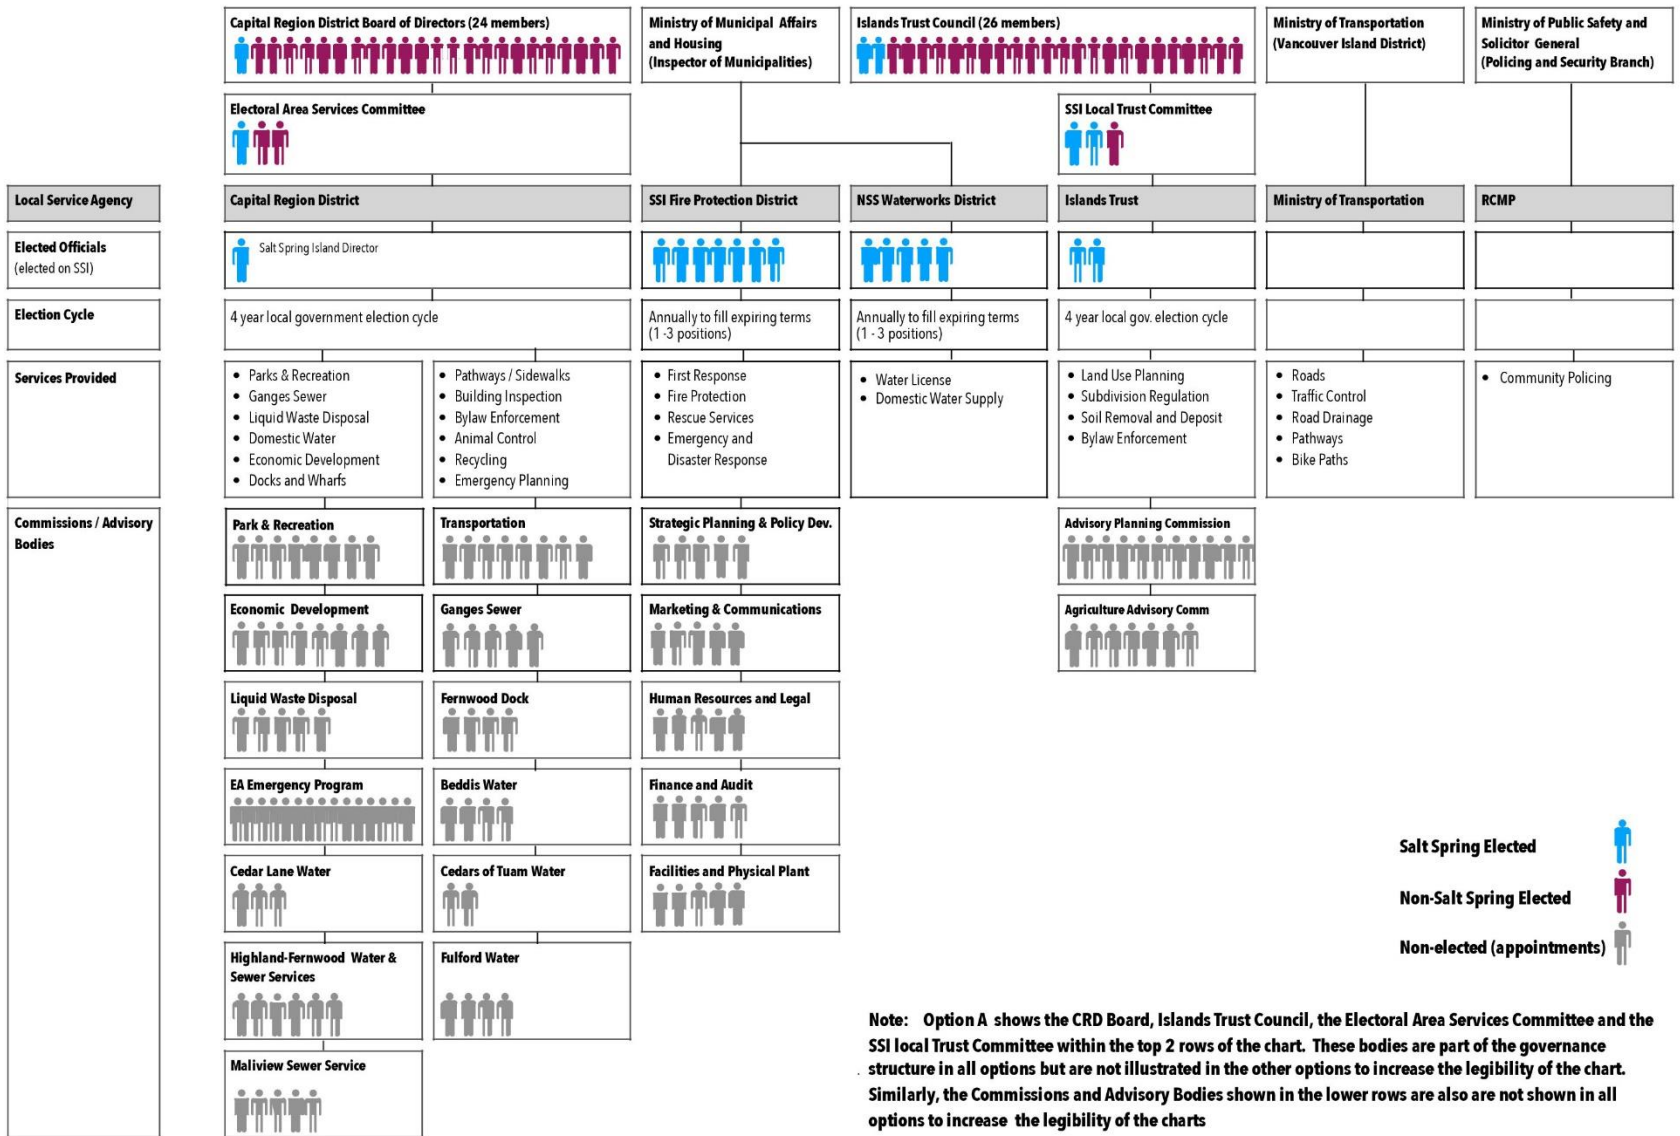 Capital Region District Board of Directors (24 members)
Ministry of Municipal Affairs
and Housing
(Inspector of Municipalities)
Islands Trust Council (26 members)
Ministry of Transportation
(Vancouver Island District)
Ministry of Public Safety and
Solicitor General
(Policing and Security Branch)
Electoral Area Services Committee
SSI Local Trust Committee
Local Service Agency
Capital Region District
SSI Fire Protection District
NSS Waterworks District
Islands Trust
Ministry of Transportation
RCMP
Elected Officials
(elected on SSI)
Salt Spring Island Director
Election Cycle
4 year local government election cycle
Annually to fill expiring terms
(1 -3 positions)
Annually to fill expiring terms
(1 - 3 positions)
4 year local gov. election cycle
Services Provided
• Parks & Recreation
• Ganges Sewer
• Liquid Waste Disposal
• Domestic Water
• Economic Development
• Docks and Wharfs
• Pathways / Sidewalks
• Building Inspection
• Bylaw Enforcement
• Animal Control
• Recycling
• Emergency Planning
• First Response
• Fire Protection
• Rescue Services
• Emergency and
Disaster Response
• Water License
• Domestic Water Supply
• Land Use Planning
• Subdivision Regulation
• Soil Removal and Deposit
• Bylaw Enforcement
• Roads
• Traffic Control
• Road Drainage
• Pathways
• Bike Paths
• Community Policing
Commissions / Advisory
Bodies
Park & Recreation
Transportation
Strategic Planning & Policy Dev.
Advisory Planning Commission
Economic Development
Ganges Sewer
Marketing & Communications
Agriculture Advisory Comm
Liquid Waste Disposal
Fernwood Dock
Human Resources and Legal
EA Emergency Program
Beddis Water
Finance and Audit
Cedar Lane Water
Cedars of Tuam Water
Facilities and Physical Plant
Highland-Fernwood Water &
Sewer Services
Fulford Water
Maliview Sewer Service
Salt Spring Elected
Non-Salt Spring Elected
Non-elected (appointments)
Note: Option A shows the CRD Board, Islands Trust Council, the Electoral Area Services Committee and the
SSI local Trust Committee within the top 2 rows of the chart. These bodies are part of the governance
structure in all options but are not illustrated in the other options to increase the legibility of the chart.
Similarly, the Commissions and Advisory Bodies shown in the lower rows are also are not shown in all
options to increase the legibility of the charts